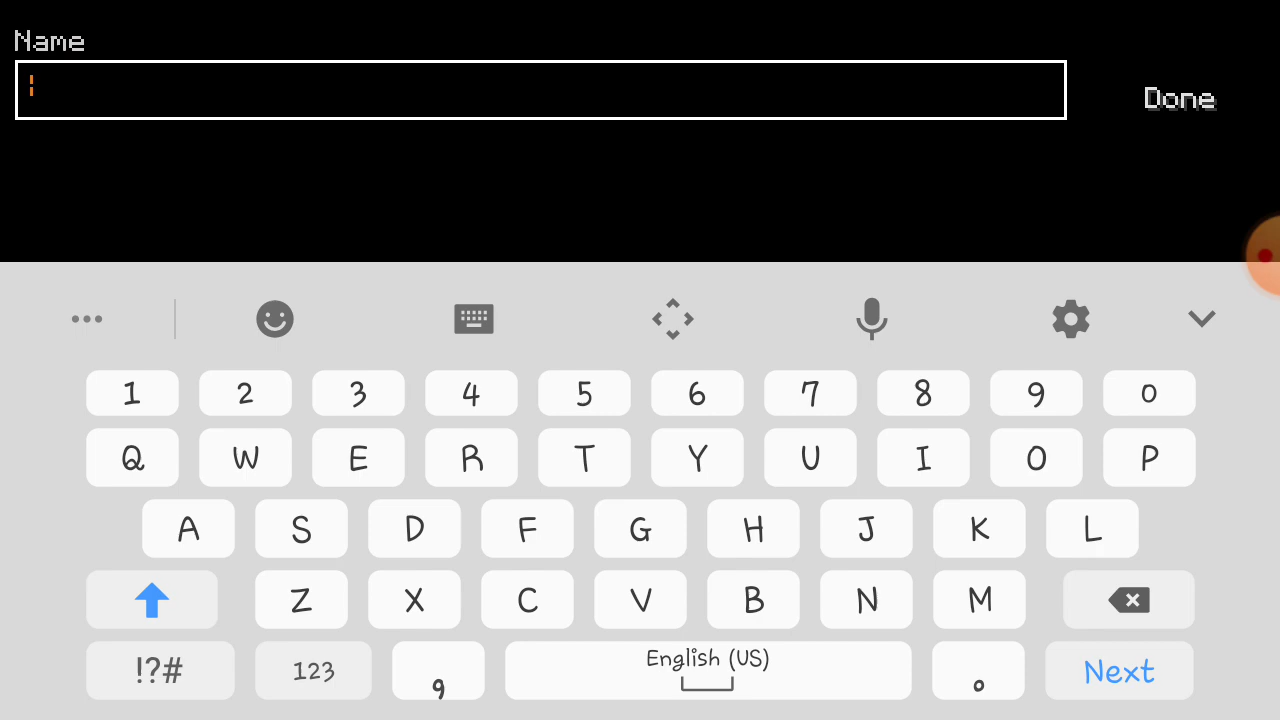 Name
Done
1 2 3 4 5 6 7 8 9 0
Q W E R T Y U I O P
A S D F G H J K L
Z X C V B N M
!?# 123 , English (US) . Next